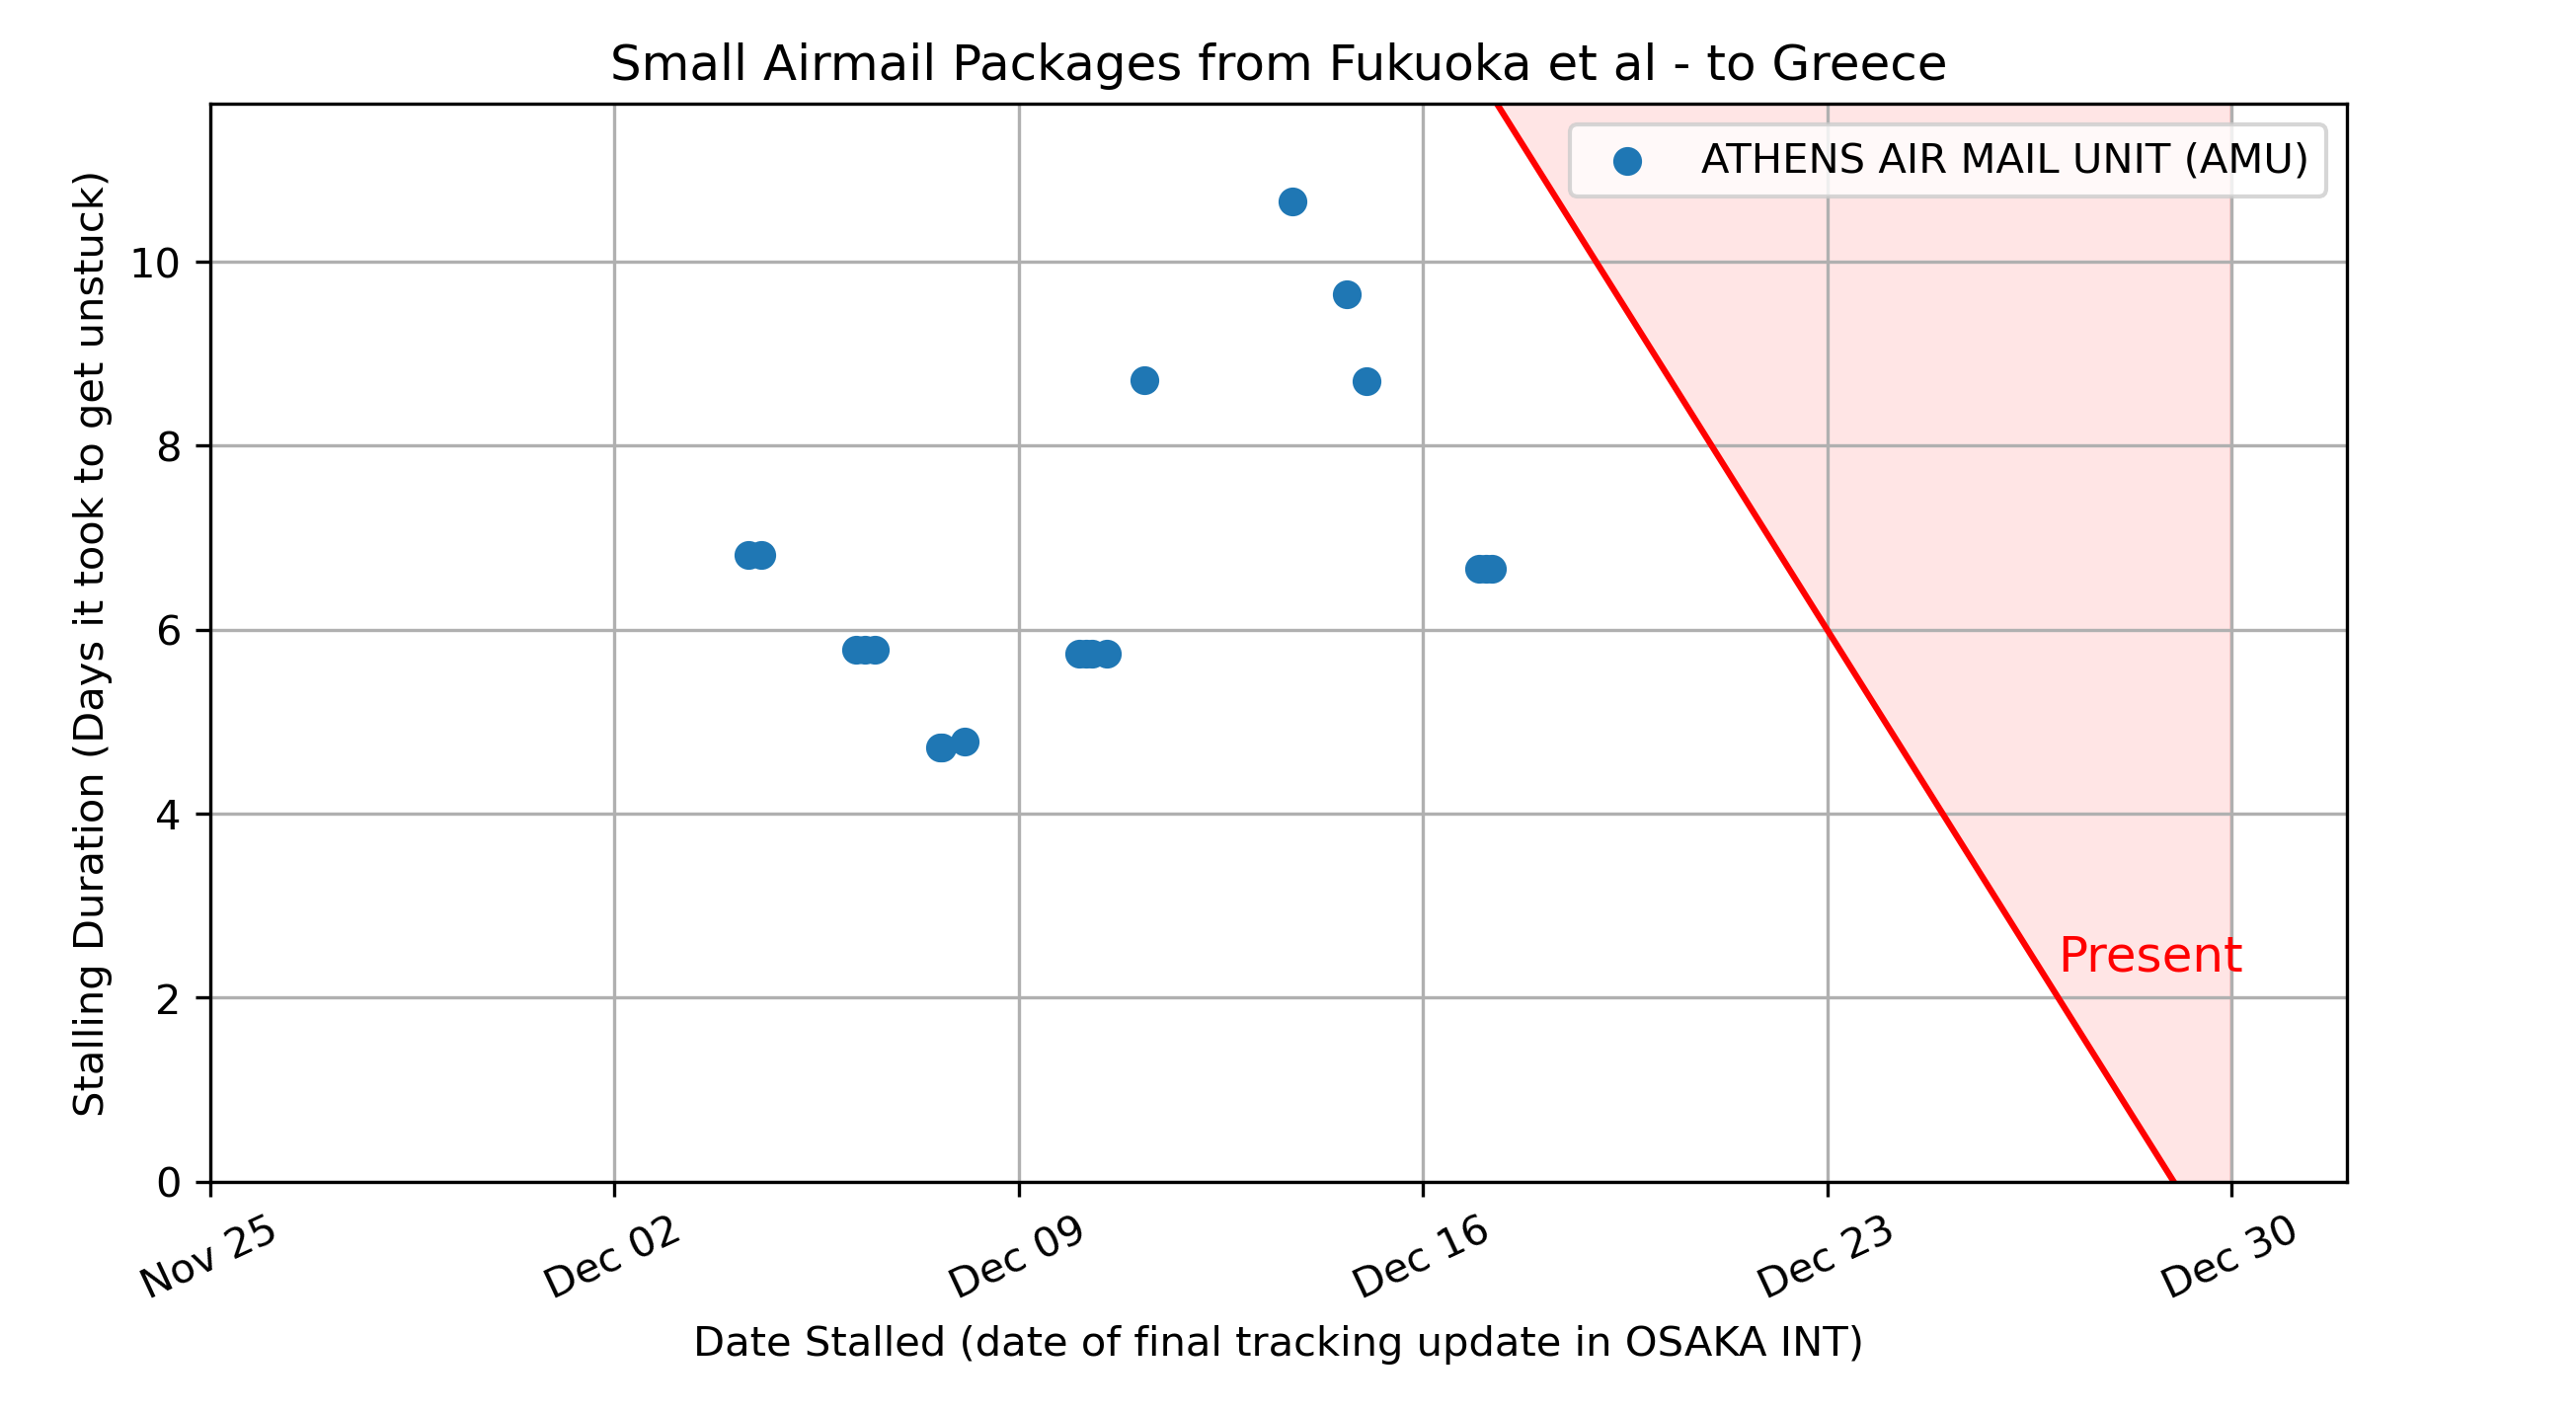 Small Airmail Packages from Fukuoka et al - to Greece
ATHENS AIR MAIL UNIT (AMU)
Stalling Duration (Days it took to get unstuck)
10
8
6
4
2
0
Present
Nov 25
Dec 02
Dec 09
Dec 16
Dec 23
Dec 30
Date Stalled (date of final tracking update in OSAKA INT)